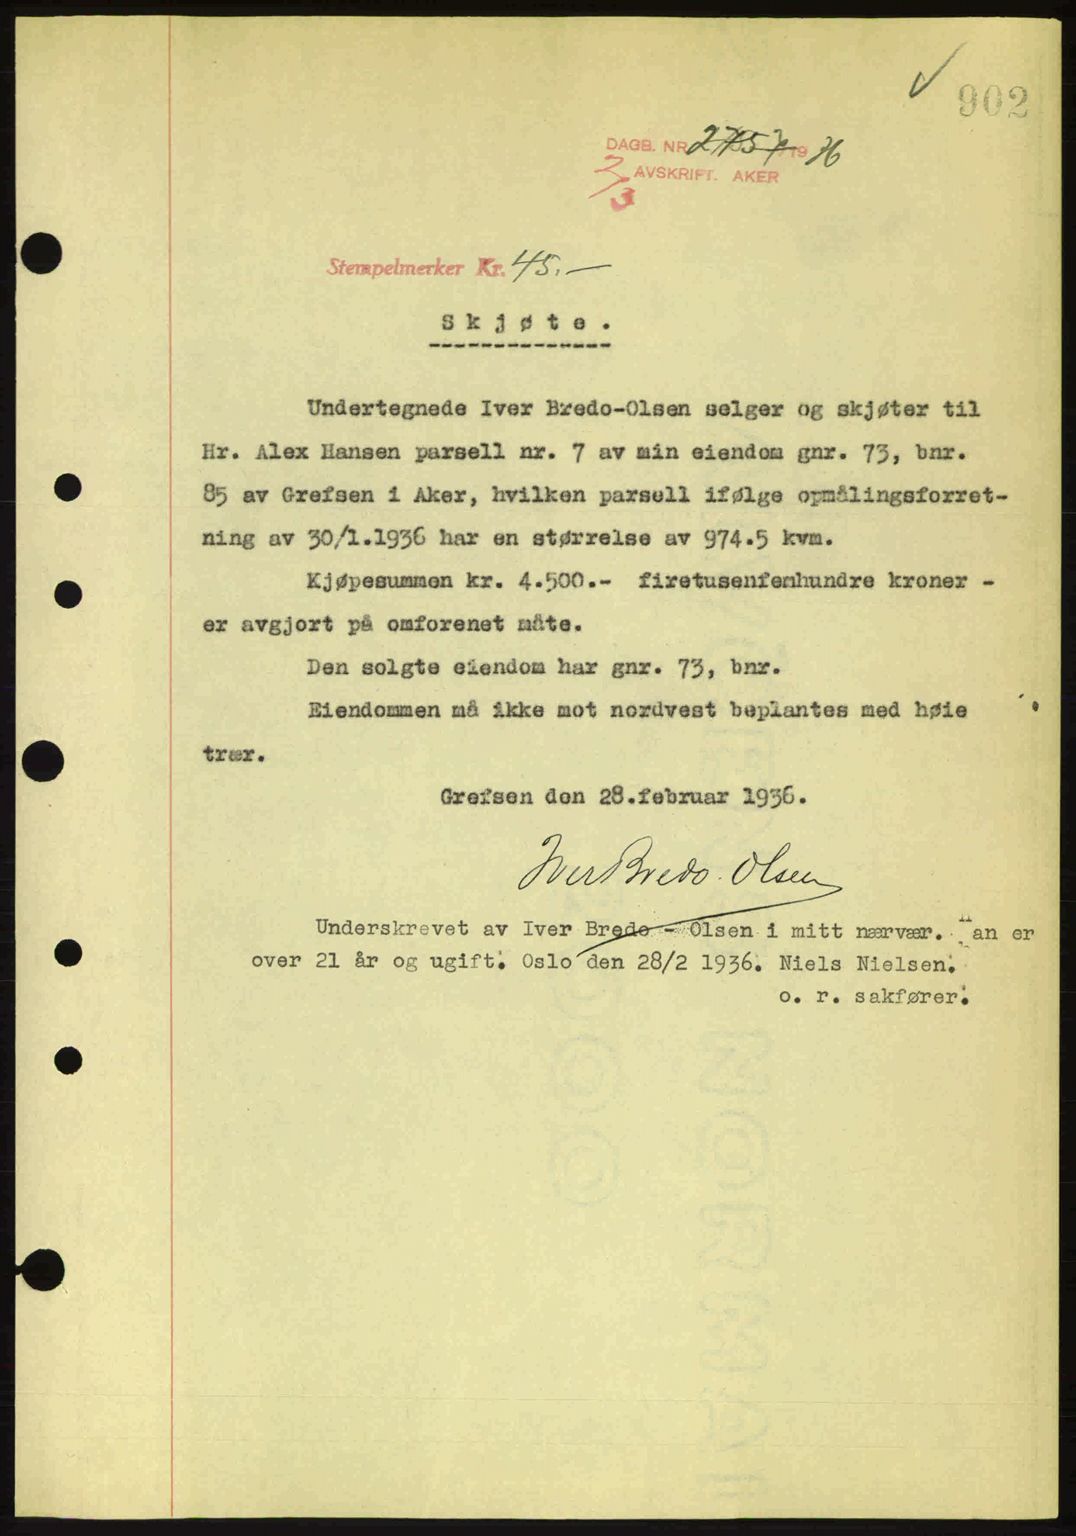 902
DAGB. NR. 2757/19 36
3/3 AVSKRIFT. AKER
Stempelmerker Kr. 45.—
Skjøte.
Undertegnede Iver Bredo-Olsen selger og skjøter til
Hr. Alex Hansen parsell nr. 7 av min eiendom gnr. 73, bnr.
85 av Grefsen i Aker, hvilken parsell ifølge opmålingsforret-
ning av 30/1.1936 har en størrelse av 974.5 kvm.
Kjøpesummen kr. 4.500.- firetusenfemhundre kroner -
er avgjort på omforenet måte.
Den solgte eiendom har gnr. 73, bnr.
Eiendommen må ikke mot nordvest beplantes med høie
trær.
Grefsen den 28.februar 1936.
Iver Bredo-Olsen
Underskrevet av Iver Bredo - Olsen i mitt nærvær. Han er
over 21 år og ugift. Oslo den 28/2 1936. Niels Nielsen.
o. r. sakfører.